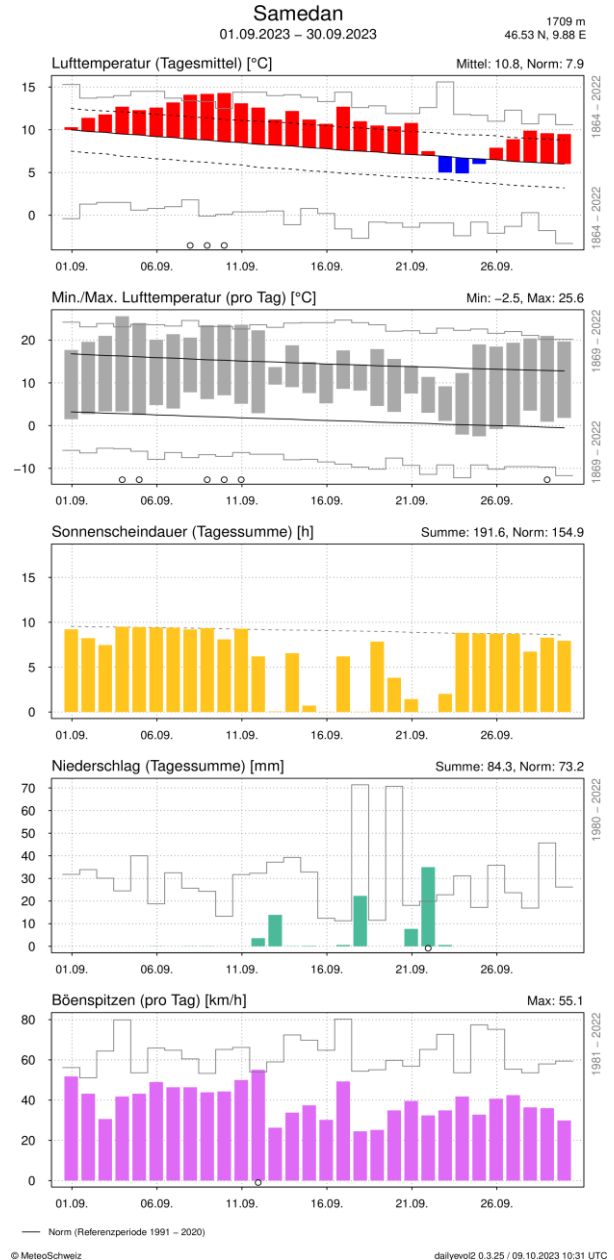 Samedan
01.09.2023 – 30.09.2023
1709 m
46.53 N, 9.88 E
Lufttemperatur (Tagesmittel) [°C]
Mittel: 10.8, Norm: 7.9
15
10
5
0
1864 – 2022
1864 – 2022
01.09.
06.09.
11.09.
16.09.
21.09.
26.09.
Min./Max. Lufttemperatur (pro Tag) [°C]
Min: −2.5, Max: 25.6
20
10
0
−10
1869 – 2022
1869 – 2022
01.09.
06.09.
11.09.
16.09.
21.09.
26.09.
Sonnenscheindauer (Tagessumme) [h]
Summe: 191.6, Norm: 154.9
15
10
5
0
01.09.
06.09.
11.09.
16.09.
21.09.
26.09.
Niederschlag (Tagessumme) [mm]
Summe: 84.3, Norm: 73.2
70
60
50
40
30
20
10
0
1980 – 2022
01.09.
06.09.
11.09.
16.09.
21.09.
26.09.
Böenspitzen (pro Tag) [km/h]
Max: 55.1
80
60
40
20
0
1981 – 2022
01.09.
06.09.
11.09.
16.09.
21.09.
26.09.
Norm (Referenzperiode 1991 – 2020)
© MeteoSchweiz
dailyevol2 0.3.25 / 09.10.2023 10:31 UTC